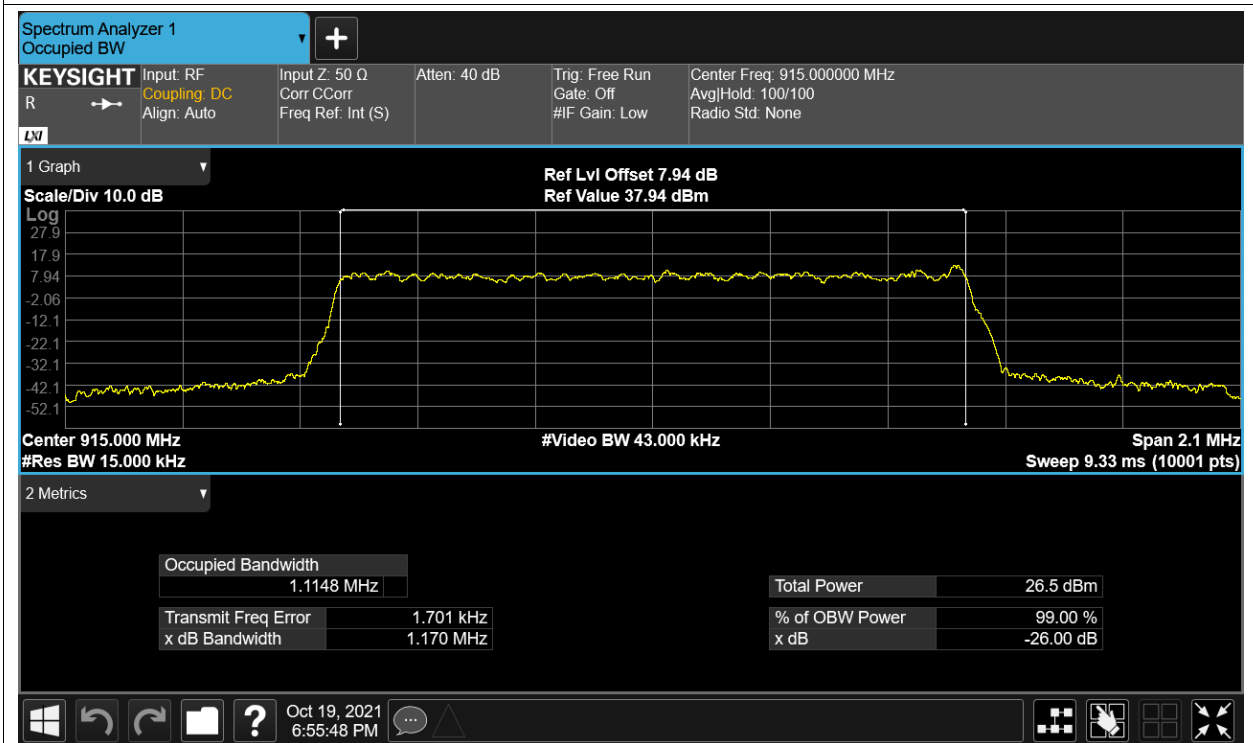 Spectrum Analyzer 1
Occupied BW
KEYSIGHT
R
LXI
Input: RF
Coupling: DC
Align: Auto
Input Z: 50 Ω
Corr CCorr
Freq Ref: Int (S)
Atten: 40 dB
Trig: Free Run
Gate: Off
#IF Gain: Low
Center Freq: 915.000000 MHz
Avg|Hold: 100/100
Radio Std: None
1 Graph
Scale/Div 10.0 dB
Ref Lvl Offset 7.94 dB
Ref Value 37.94 dBm
Log
27.9
17.9
7.94
-2.06
-12.1
-22.1
-32.1
-42.1
-52.1
Center 915.000 MHz
#Video BW 43.000 kHz
Span 2.1 MHz
#Res BW 15.000 kHz
Sweep 9.33 ms (10001 pts)
2 Metrics
Occupied Bandwidth
1.1148 MHz
Total Power 26.5 dBm
Transmit Freq Error 1.701 kHz
% of OBW Power 99.00 %
x dB Bandwidth 1.170 MHz
x dB -26.00 dB
?
Oct 19, 2021
6:55:48 PM